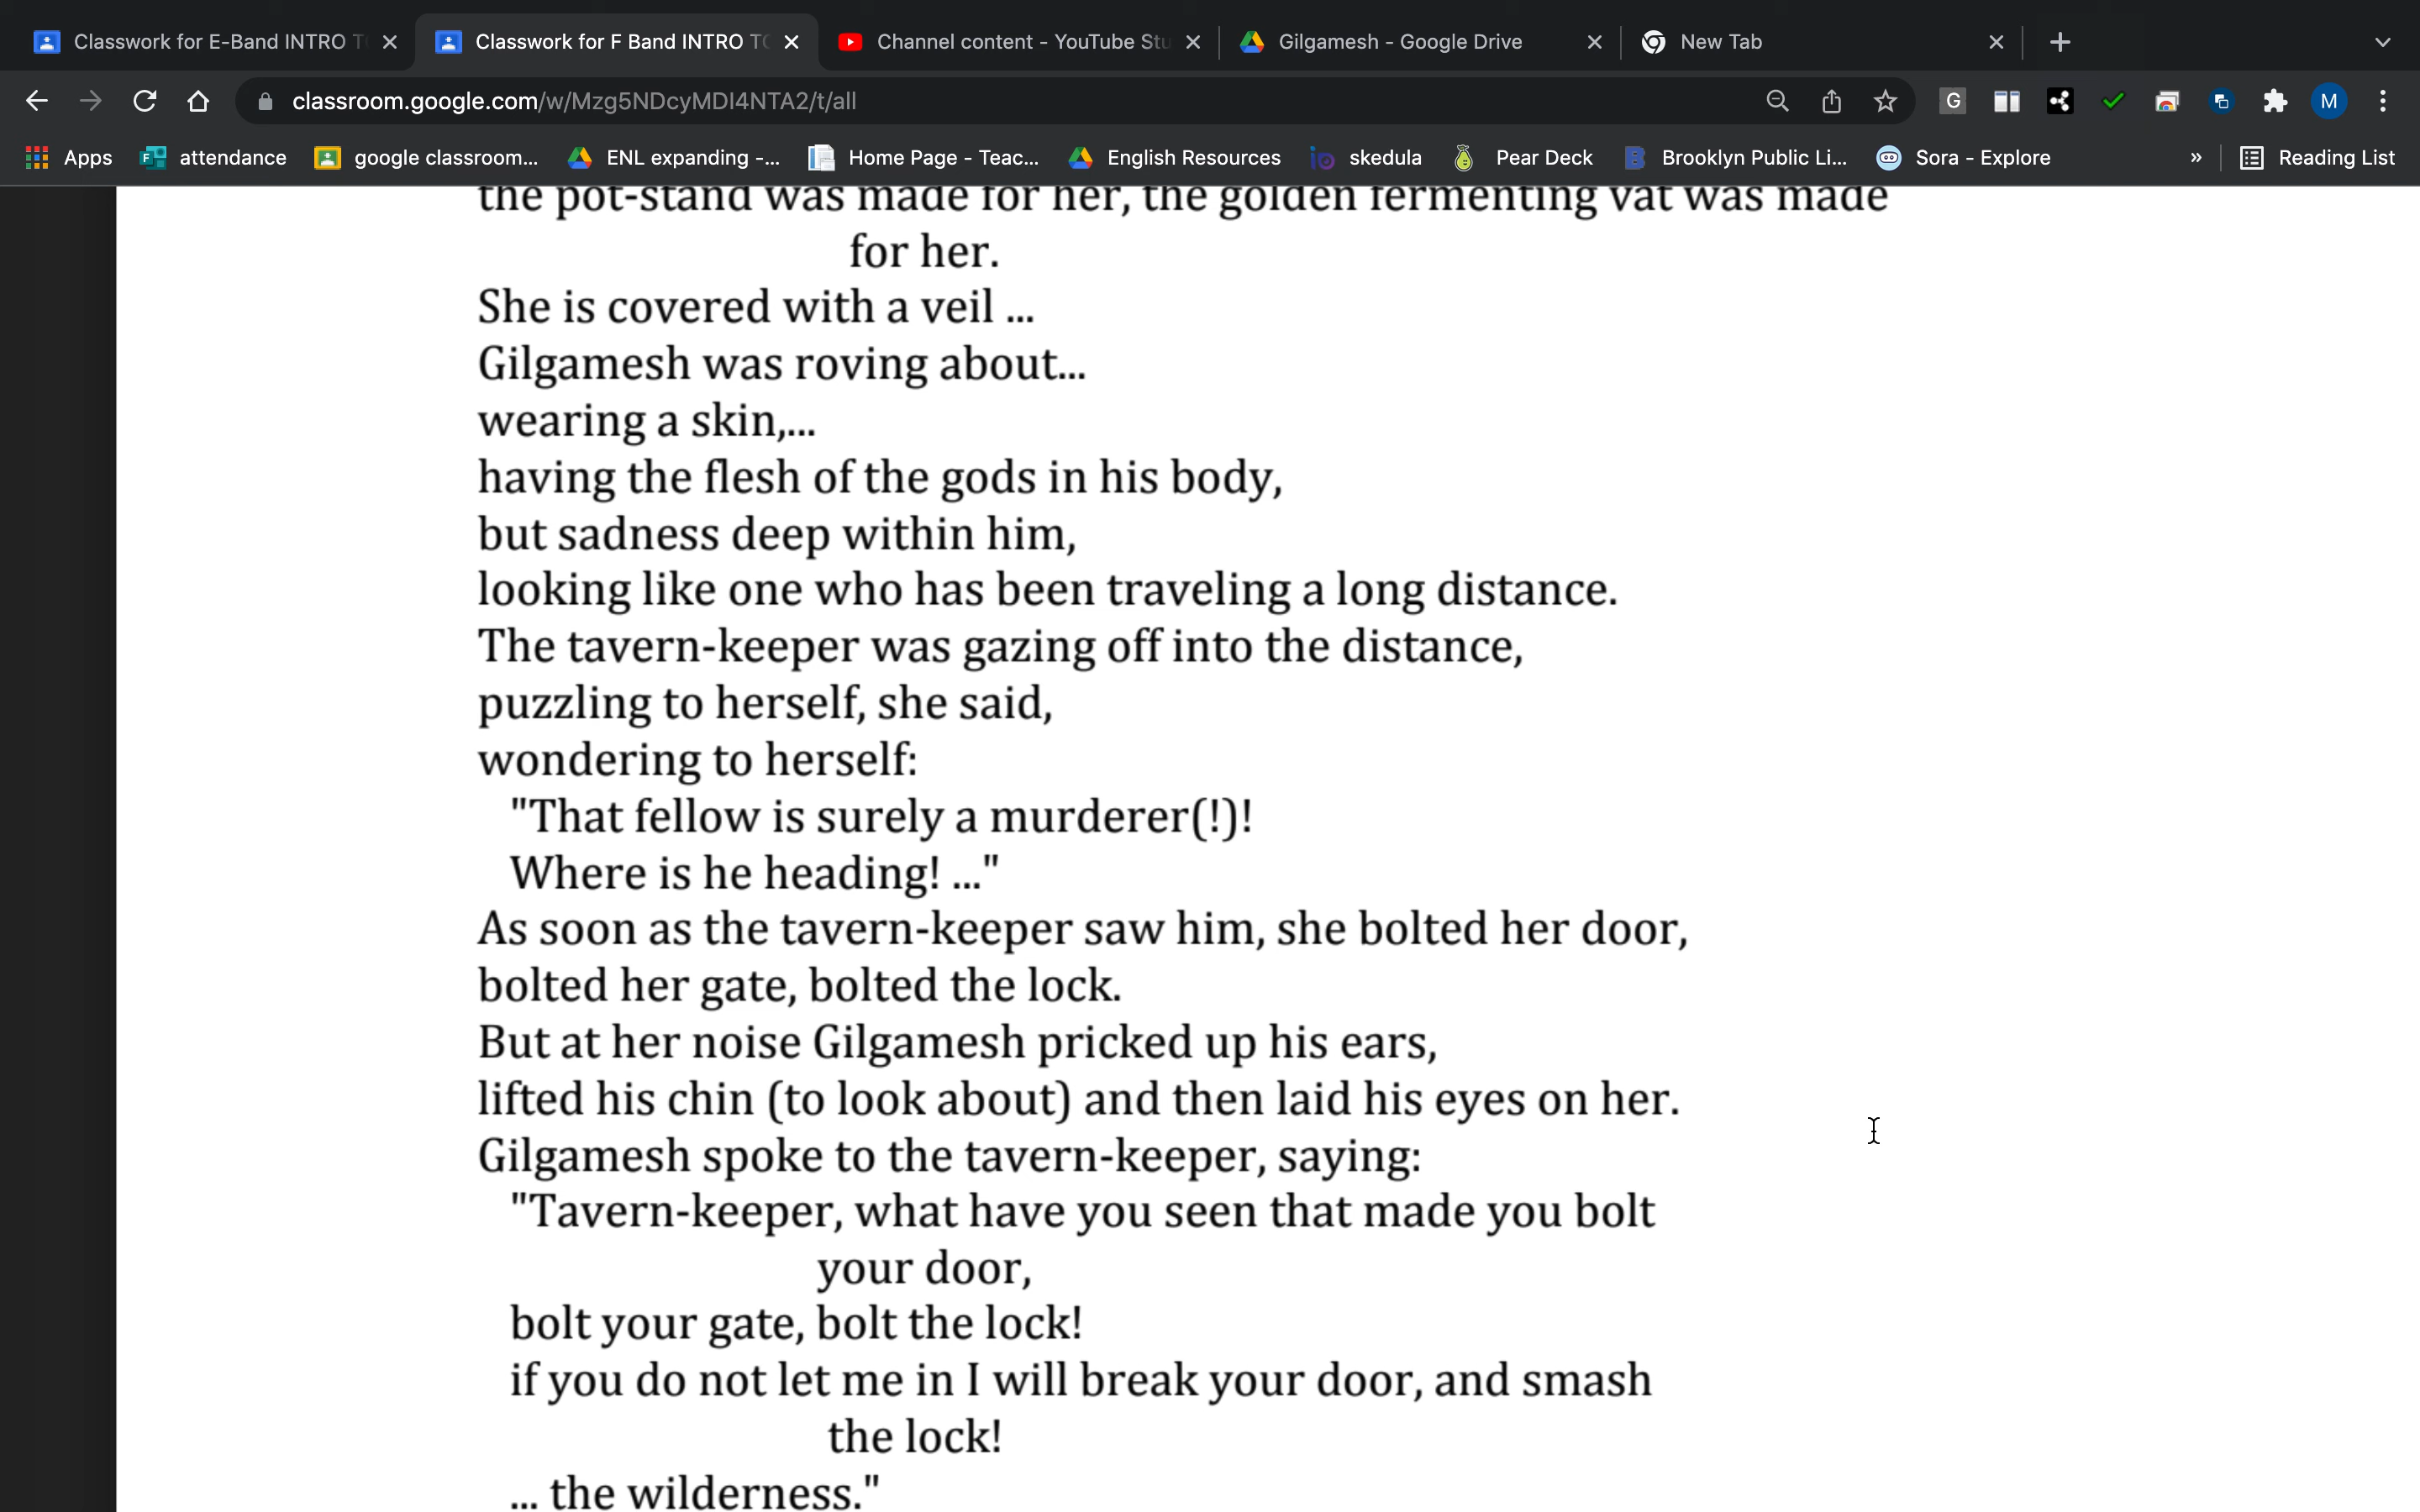 Classwork for E-Band INTRO T
Classwork for F Band INTRO TO
Channel content - YouTube Stu
Gilgamesh - Google Drive
New Tab
classroom.google.com/w/Mzg5NDcyMDI4NTA2/t/all
G
M
Apps
attendance
google classroom...
ENL expanding -...
Home Page - Teac...
English Resources
skedula
Pear Deck
Brooklyn Public Li...
Sora - Explore
»
Reading List
the pot-stand was made for her, the golden fermenting vat was made
for her.
She is covered with a veil ...
Gilgamesh was roving about...
wearing a skin,...
having the flesh of the gods in his body,
but sadness deep within him,
looking like one who has been traveling a long distance.
The tavern-keeper was gazing off into the distance,
puzzling to herself, she said,
wondering to herself:
"That fellow is surely a murderer(!)!
Where is he heading! ..."
As soon as the tavern-keeper saw him, she bolted her door,
bolted her gate, bolted the lock.
But at her noise Gilgamesh pricked up his ears,
lifted his chin (to look about) and then laid his eyes on her.
Gilgamesh spoke to the tavern-keeper, saying:
"Tavern-keeper, what have you seen that made you bolt
your door,
bolt your gate, bolt the lock!
if you do not let me in I will break your door, and smash
the lock!
... the wilderness."